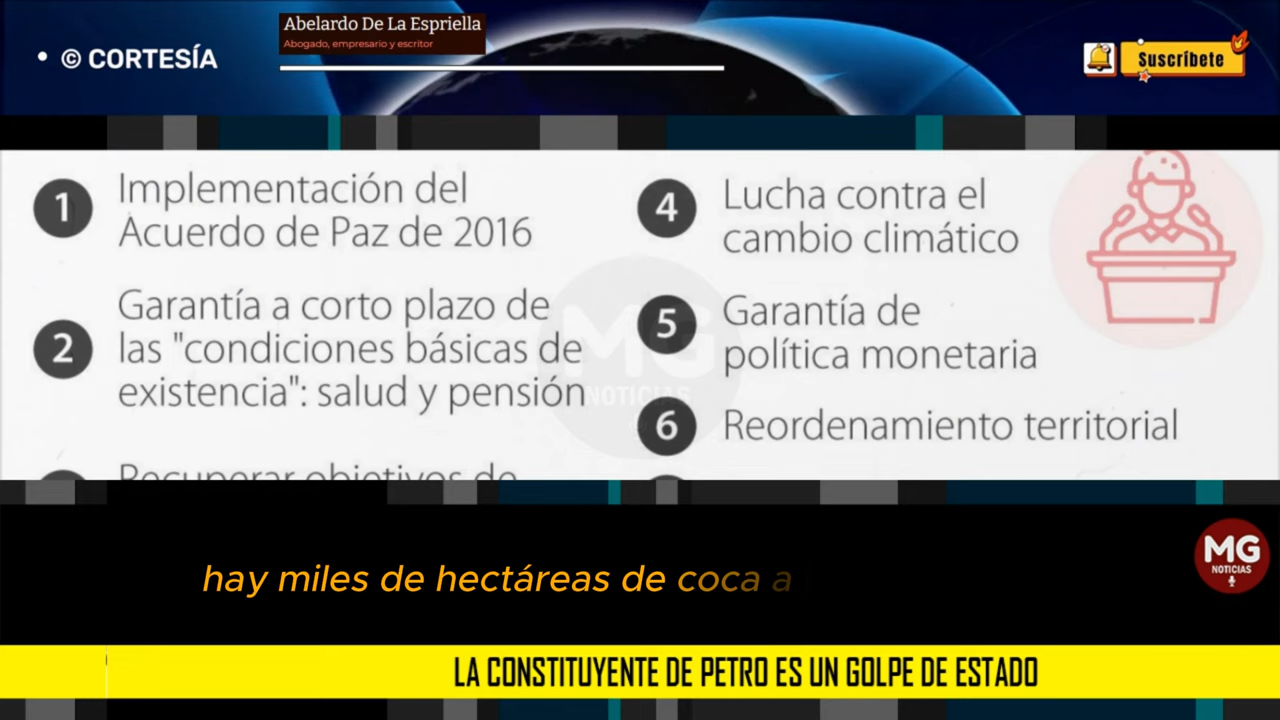 • © CORTESÍA
Abelardo De La Espriella
Abogado, empresario y escritor
Suscríbete
1
Implementación del
Acuerdo de Paz de 2016
2
Garantía a corto plazo de
las "condiciones básicas de
existencia": salud y pensión
Recuperar objetivos de
4
Lucha contra el
cambio climático
5
Garantía de
política monetaria
6
Reordenamiento territorial
MG
NOTICIAS
hay miles de hectáreas de coca a
MG
NOTICIAS
LA CONSTITUYENTE DE PETRO ES UN GOLPE DE ESTADO